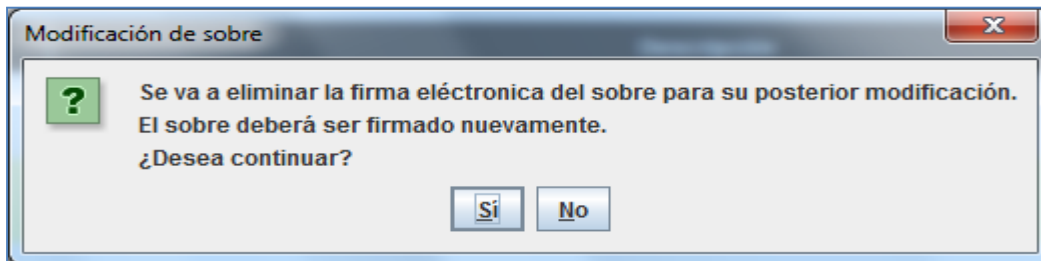 Modificación de sobre
Se va a eliminar la firma eléctronica del sobre para su posterior modificación.
El sobre deberá ser firmado nuevamente.
¿Desea continuar?
Sí No